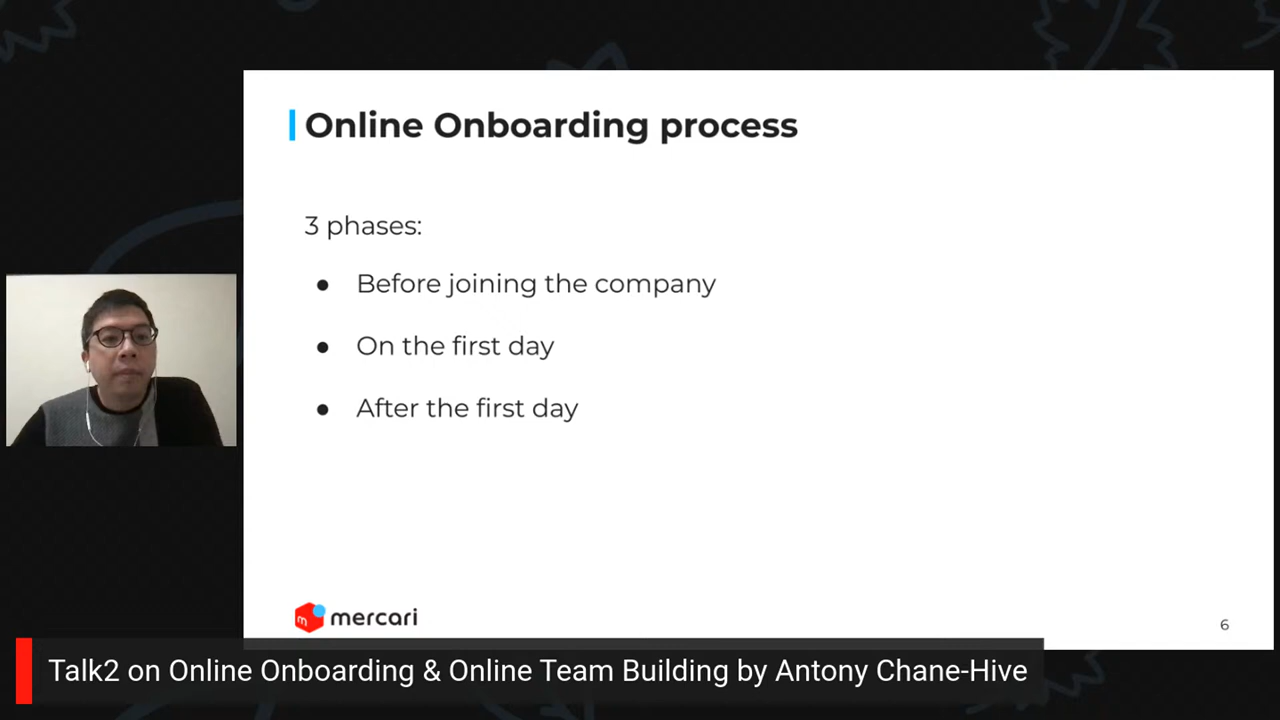 Online Onboarding process
3 phases:
● Before joining the company
● On the first day
● After the first day
m mercari
6
Talk2 on Online Onboarding & Online Team Building by Antony Chane-Hive